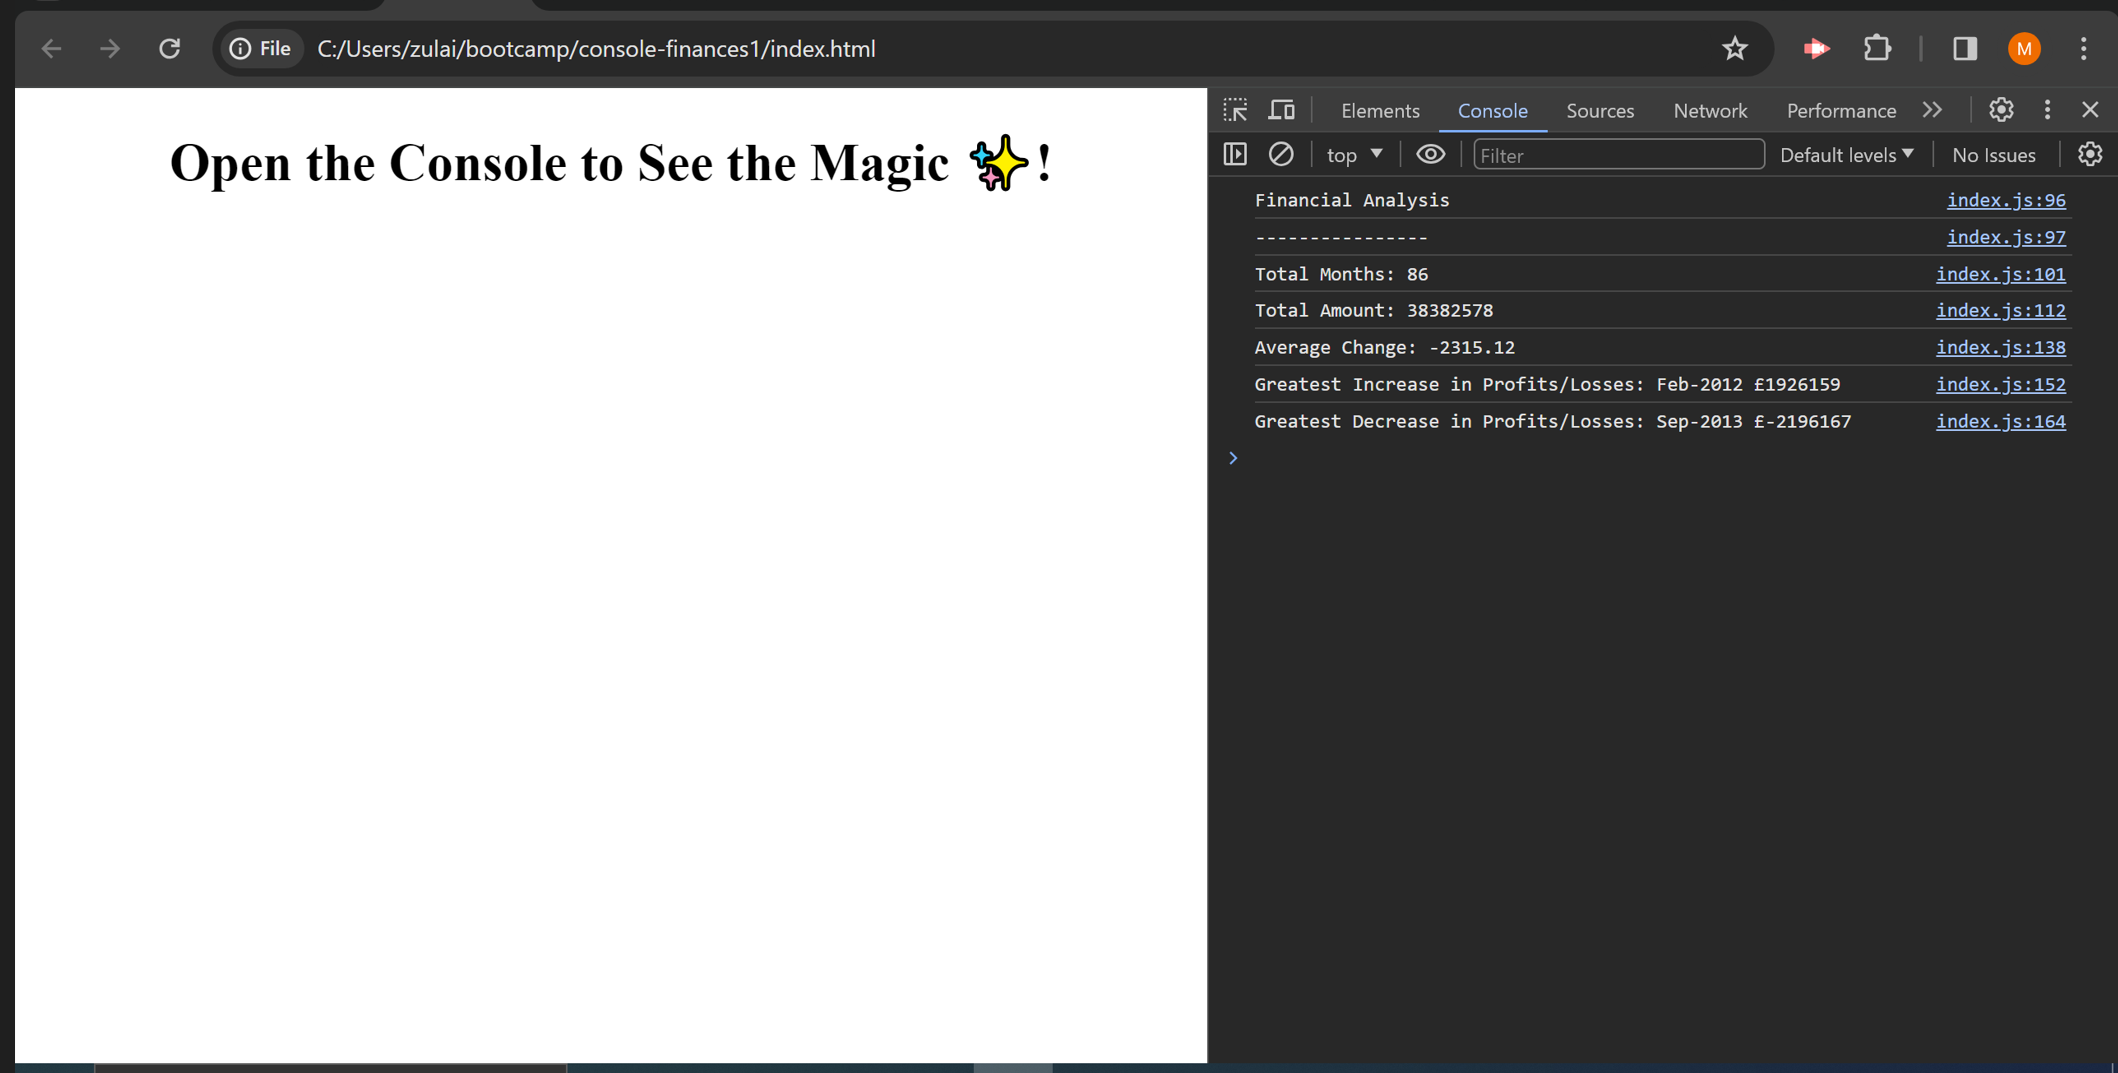 File C:/Users/zulai/bootcamp/console-finances1/index.html M
Open the Console to See the Magic ✨!
Elements Console Sources Network Performance
top Filter Default levels No Issues
Financial Analysis index.js:96
---------------- index.js:97
Total Months: 86 index.js:101
Total Amount: 38382578 index.js:112
Average Change: -2315.12 index.js:138
Greatest Increase in Profits/Losses: Feb-2012 £1926159 index.js:152
Greatest Decrease in Profits/Losses: Sep-2013 £-2196167 index.js:164